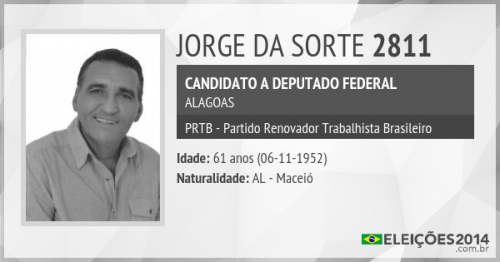 JORGE DA SORTE 2811
CANDIDATO A DEPUTADO FEDERAL
ALAGOAS
PRTB - Partido Renovador Trabalhista Brasileiro
Idade: 61 anos (06-11-1952)
Naturalidade: AL - Maceió
ELEIÇÕES2014
.com.br